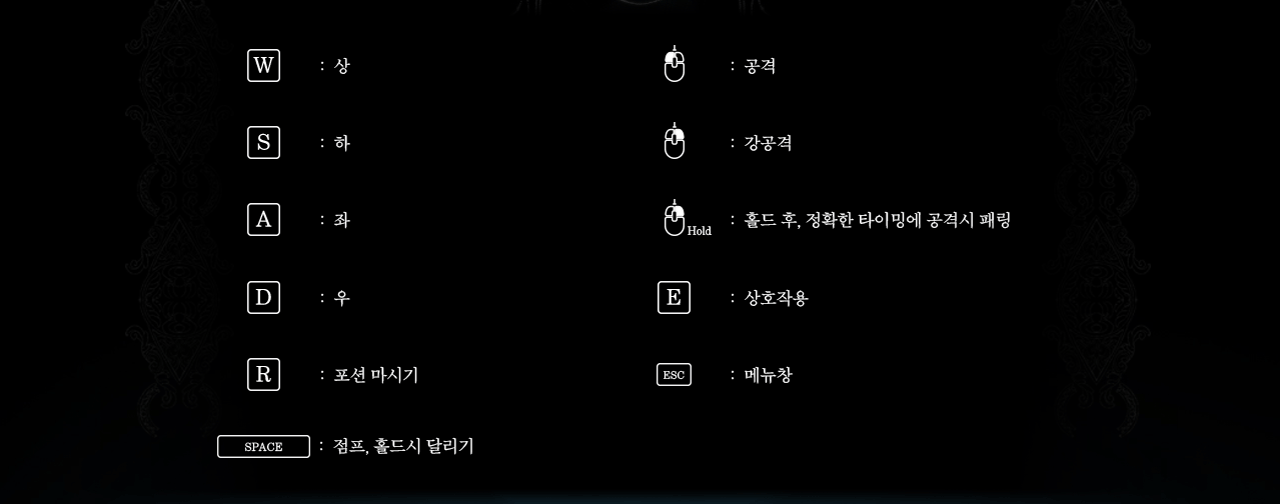 W : 상
S : 하
A : 좌
D : 우
R : 포션 마시기
SPACE : 점프, 홀드시 달리기
: 공격
: 강공격
Hold : 홀드 후, 정확한 타이밍에 공격시 패링
E : 상호작용
ESC : 메뉴창